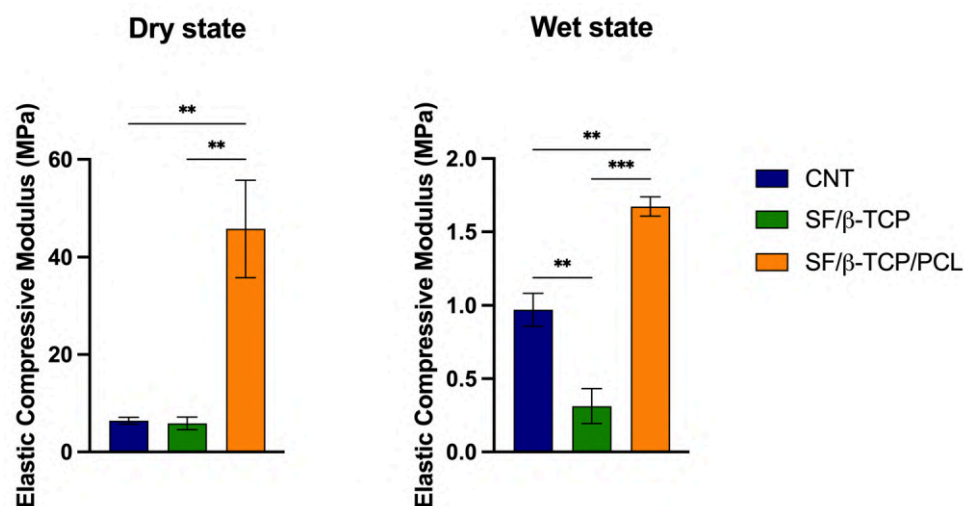 Dry state
Elastic Compressive Modulus (MPa)
60
40
20
0
**
**
Wet state
Elastic Compressive Modulus (MPa)
2.0
1.5
1.0
0.5
0.0
**
***
**
CNT
SF/β-TCP
SF/β-TCP/PCL